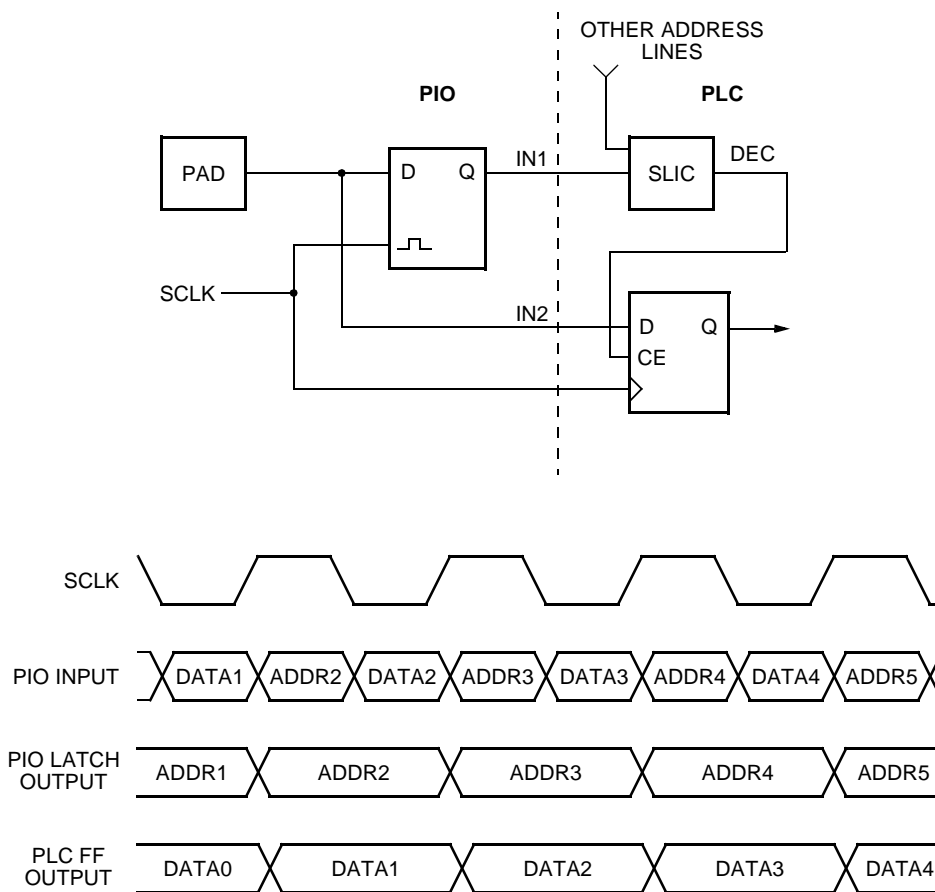 OTHER ADDRESS
LINES
PIO
PLC
PAD
D Q
IN1
SLIC
DEC
SCLK
IN2
D Q
CE
SCLK
PIO INPUT DATA1 ADDR2 DATA2 ADDR3 DATA3 ADDR4 DATA4 ADDR5
PIO LATCH
OUTPUT
ADDR1 ADDR2 ADDR3 ADDR4 ADDR5
PLC FF
OUTPUT
DATA0 DATA1 DATA2 DATA3 DATA4